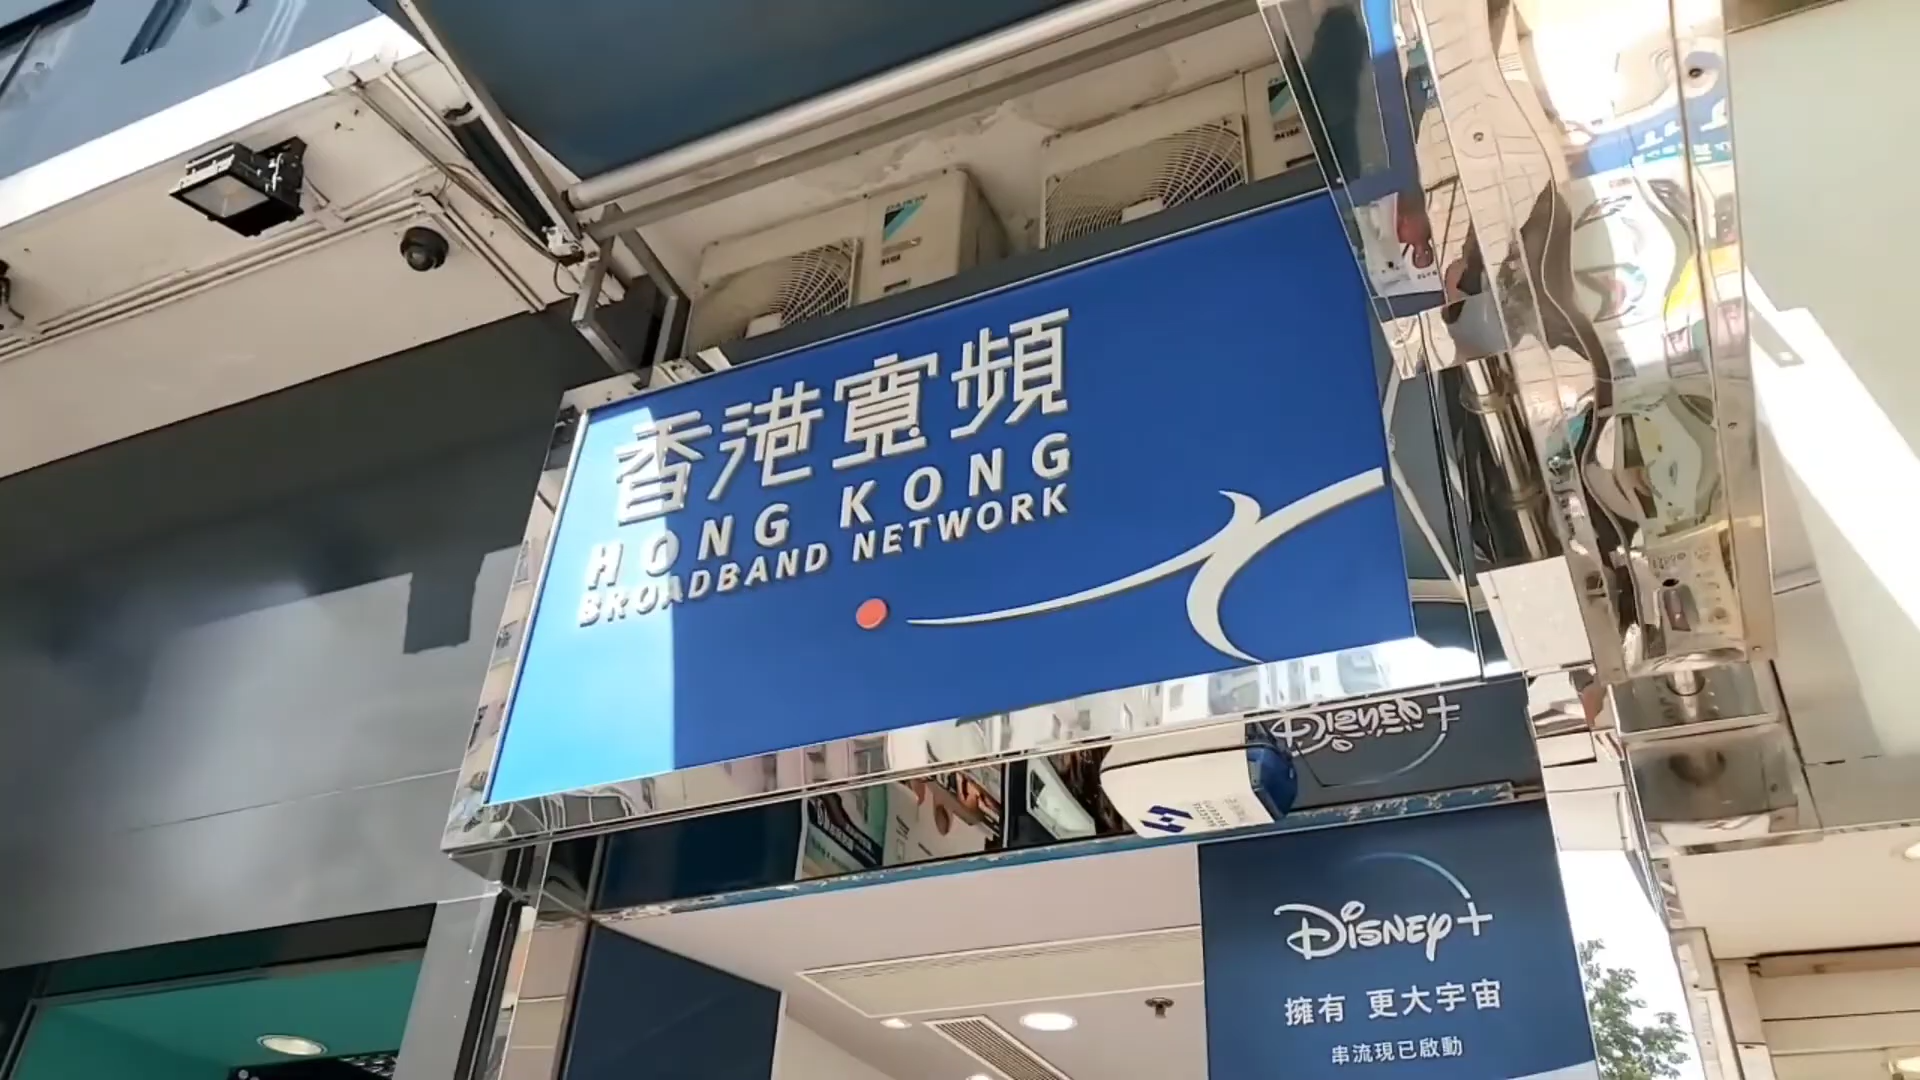 DAIKIN
香港寬頻
HONG KONG
BROADBAND NETWORK
DISNEY+
Disney+
擁有 更大宇宙
串流現已啟動